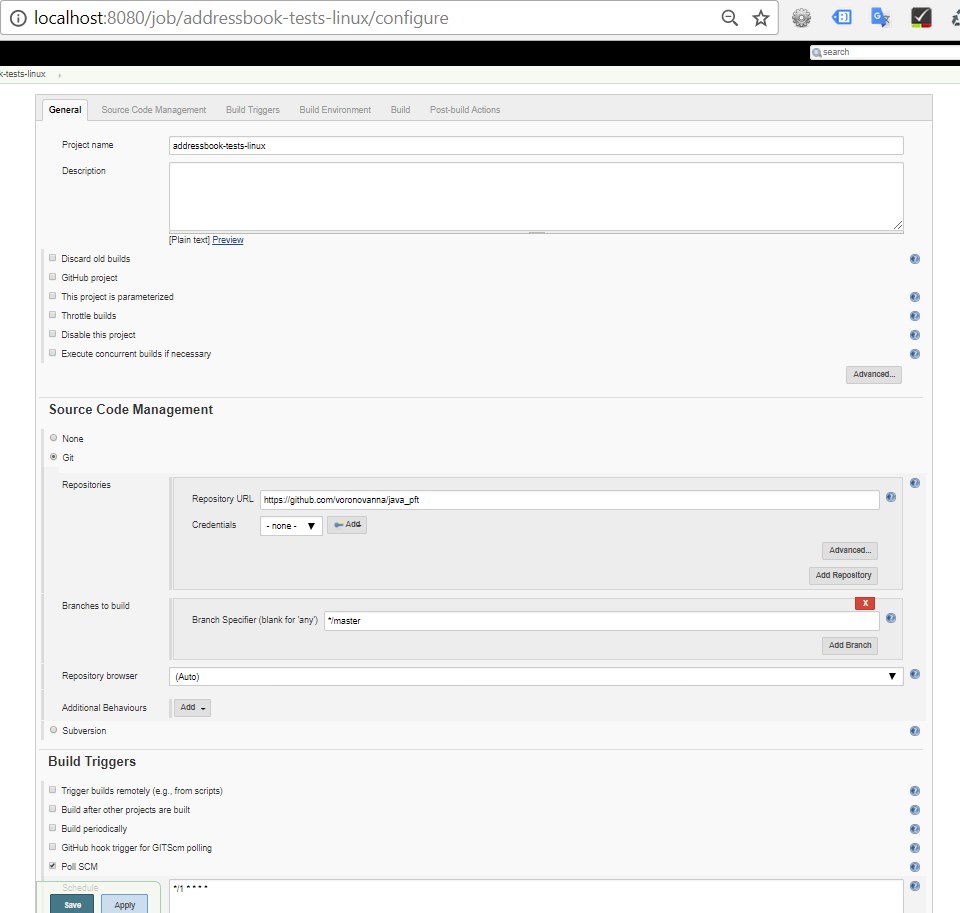 localhost:8080/job/addressbook-tests-linux/configure
search
k-tests-linux
General Source Code Management Build Triggers Build Environment Build Post-build Actions
Project name addressbook-tests-linux
Description
[Plain text] Preview
Discard old builds
GitHub project
This project is parameterized
Throttle builds
Disable this project
Execute concurrent builds if necessary
Advanced...
Source Code Management
None
Git
Repositories
Repository URL https://github.com/voronovanna/java_pft
Credentials - none - Add
Advanced...
Add Repository
Branches to build
X
Branch Specifier (blank for 'any') */master
Add Branch
Repository browser (Auto)
Additional Behaviours Add
Subversion
Build Triggers
Trigger builds remotely (e.g., from scripts)
Build after other projects are built
Build periodically
GitHub hook trigger for GITScm polling
Poll SCM
Schedule */1 * * * *
Save Apply